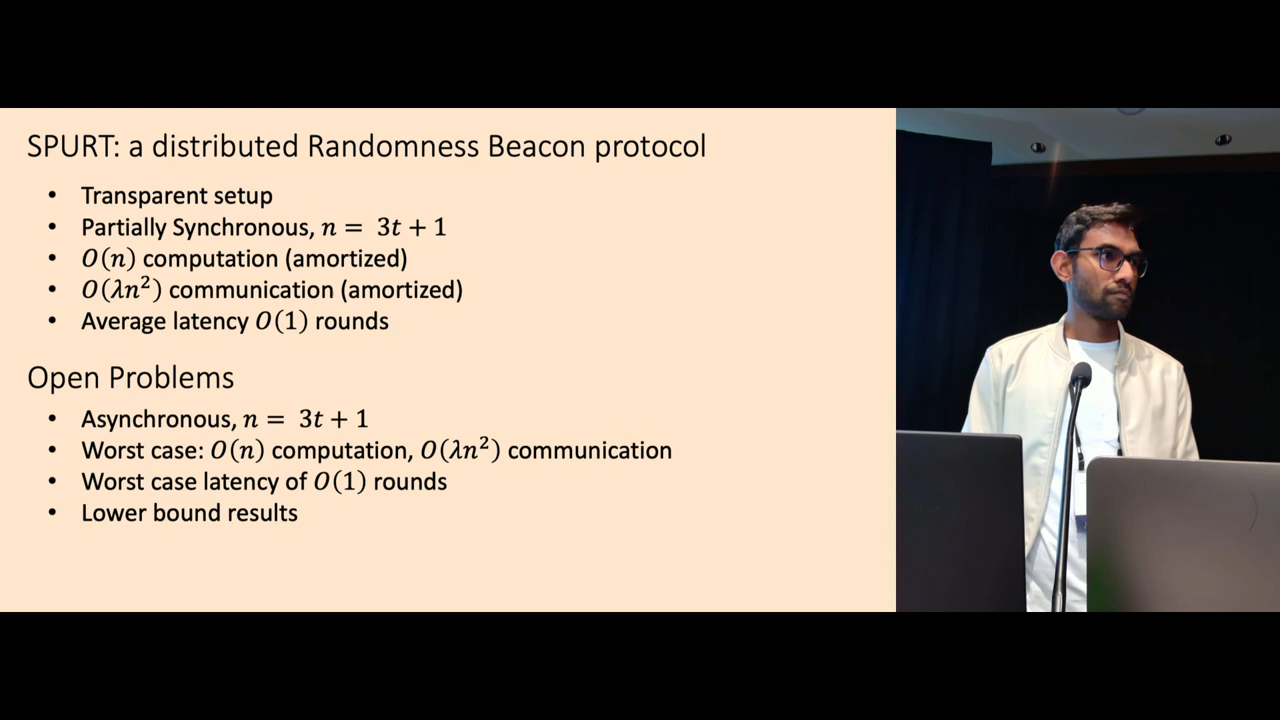 SPURT: a distributed Randomness Beacon protocol
• Transparent setup
• Partially Synchronous, 𝑛 = 3𝑡 + 1
• 𝑂(𝑛) computation (amortized)
• 𝑂(𝜆𝑛²) communication (amortized)
• Average latency 𝑂(1) rounds
Open Problems
• Asynchronous, 𝑛 = 3𝑡 + 1
• Worst case: 𝑂(𝑛) computation, 𝑂(𝜆𝑛²) communication
• Worst case latency of 𝑂(1) rounds
• Lower bound results